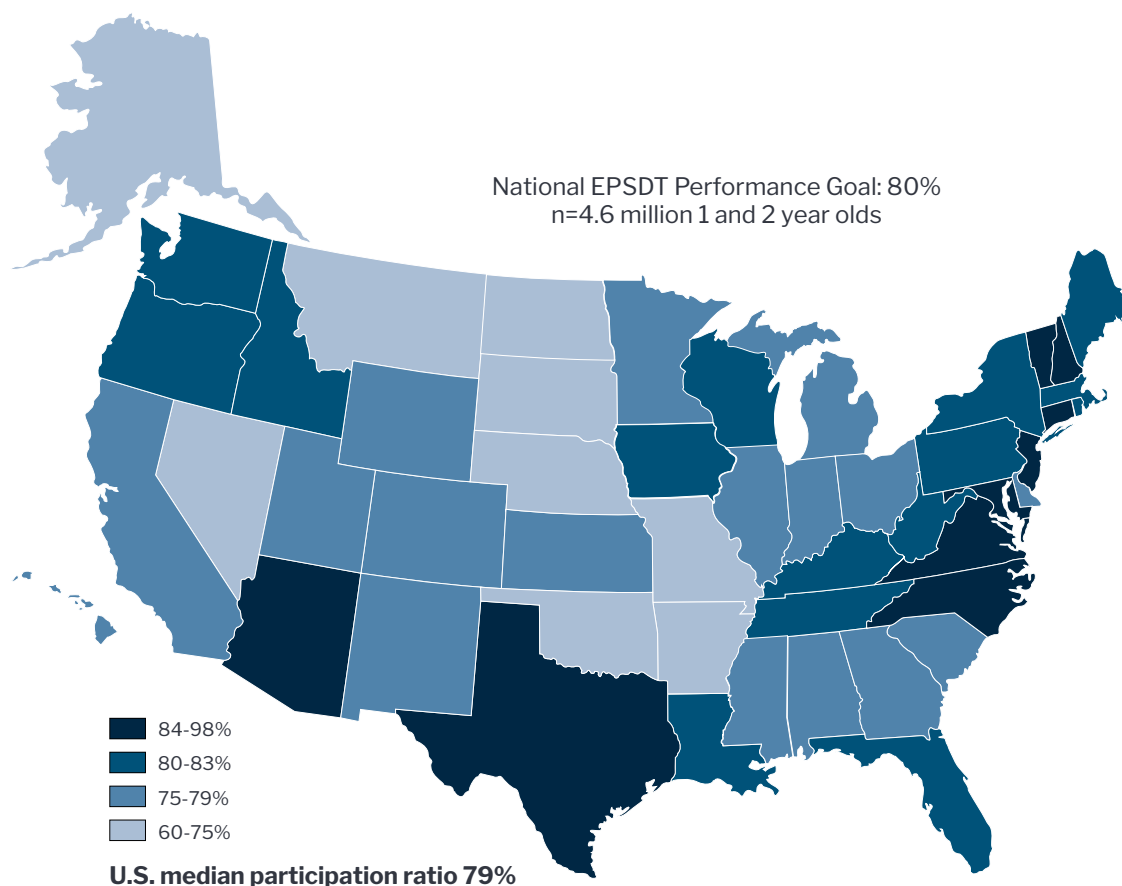 National EPSDT Performance Goal: 80%
n=4.6 million 1 and 2 year olds
84-98%
80-83%
75-79%
60-75%
U.S. median participation ratio 79%